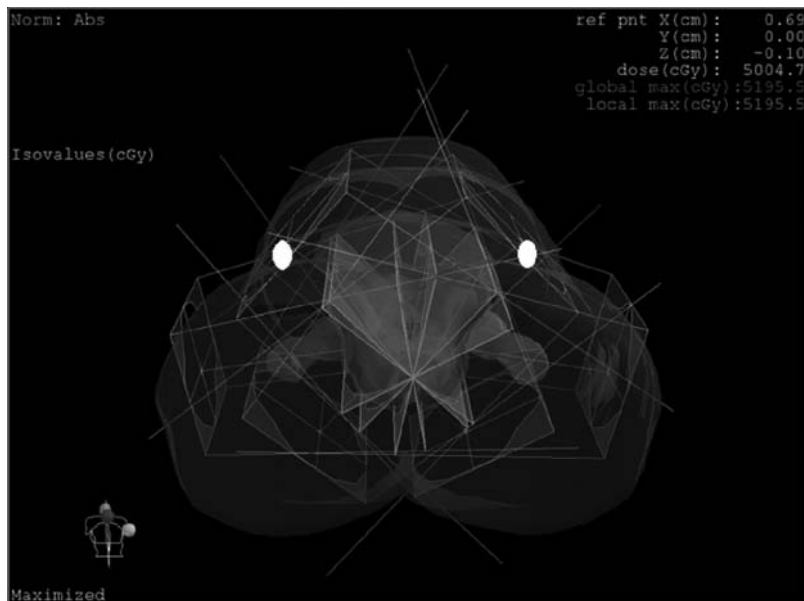 Norm: Abs
ref pnt X(cm): 0.69
Y(cm): 0.00
Z(cm): -0.10
dose(cGy): 5004.7
global max(cGy):5195.5
local max(cGy):5195.5
Isovalues(cGy)
Maximized